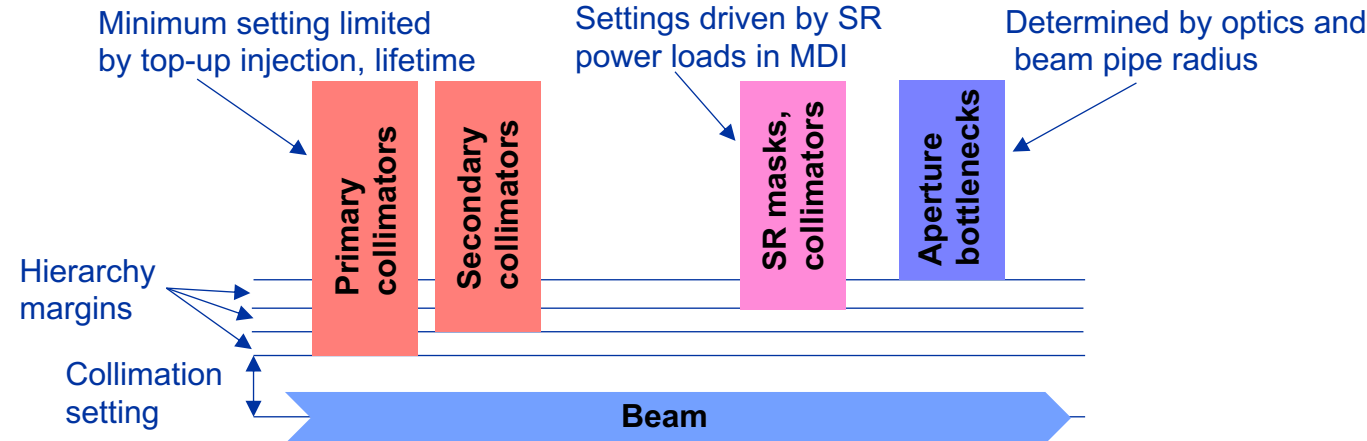 Minimum setting limited
by top-up injection, lifetime
Settings driven by SR
power loads in MDI
Determined by optics and
beam pipe radius
Primary
collimators
Secondary
collimators
SR masks,
collimators
Aperture
bottlenecks
Hierarchy
margins
Collimation
setting
Beam